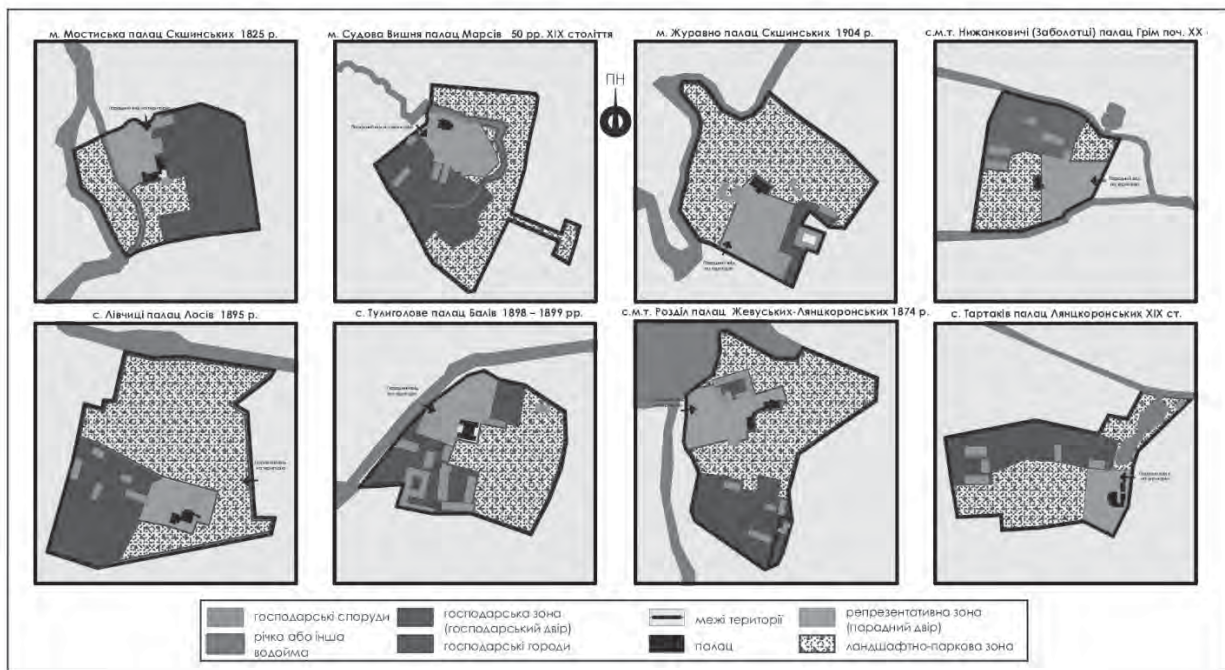 м. Мостиська палац Скшинських 1825 р.
м. Судова Вишня палац Марсів 50 рр. XIX століття
м. Журавно палац Скшинських 1904 р.
с.м.т. Нижанковичі (Заболотці) палац Грім поч. XX
ПН
с. Лівчиці палац Лосів 1895 р.
с. Тулиголове палац Балів 1898 – 1899 рр.
с.м.т. Розділ палац Жевуських-Лянцкоронських 1874 р.
с. Тартаків палац Лянцкоронських XIX ст.
господарські споруди
річка або інша
водойма
господарська зона
(господарський двір)
господарські городи
межі території
палац
репрезентативна зона
(парадний двір)
ландшафтно-паркова зона